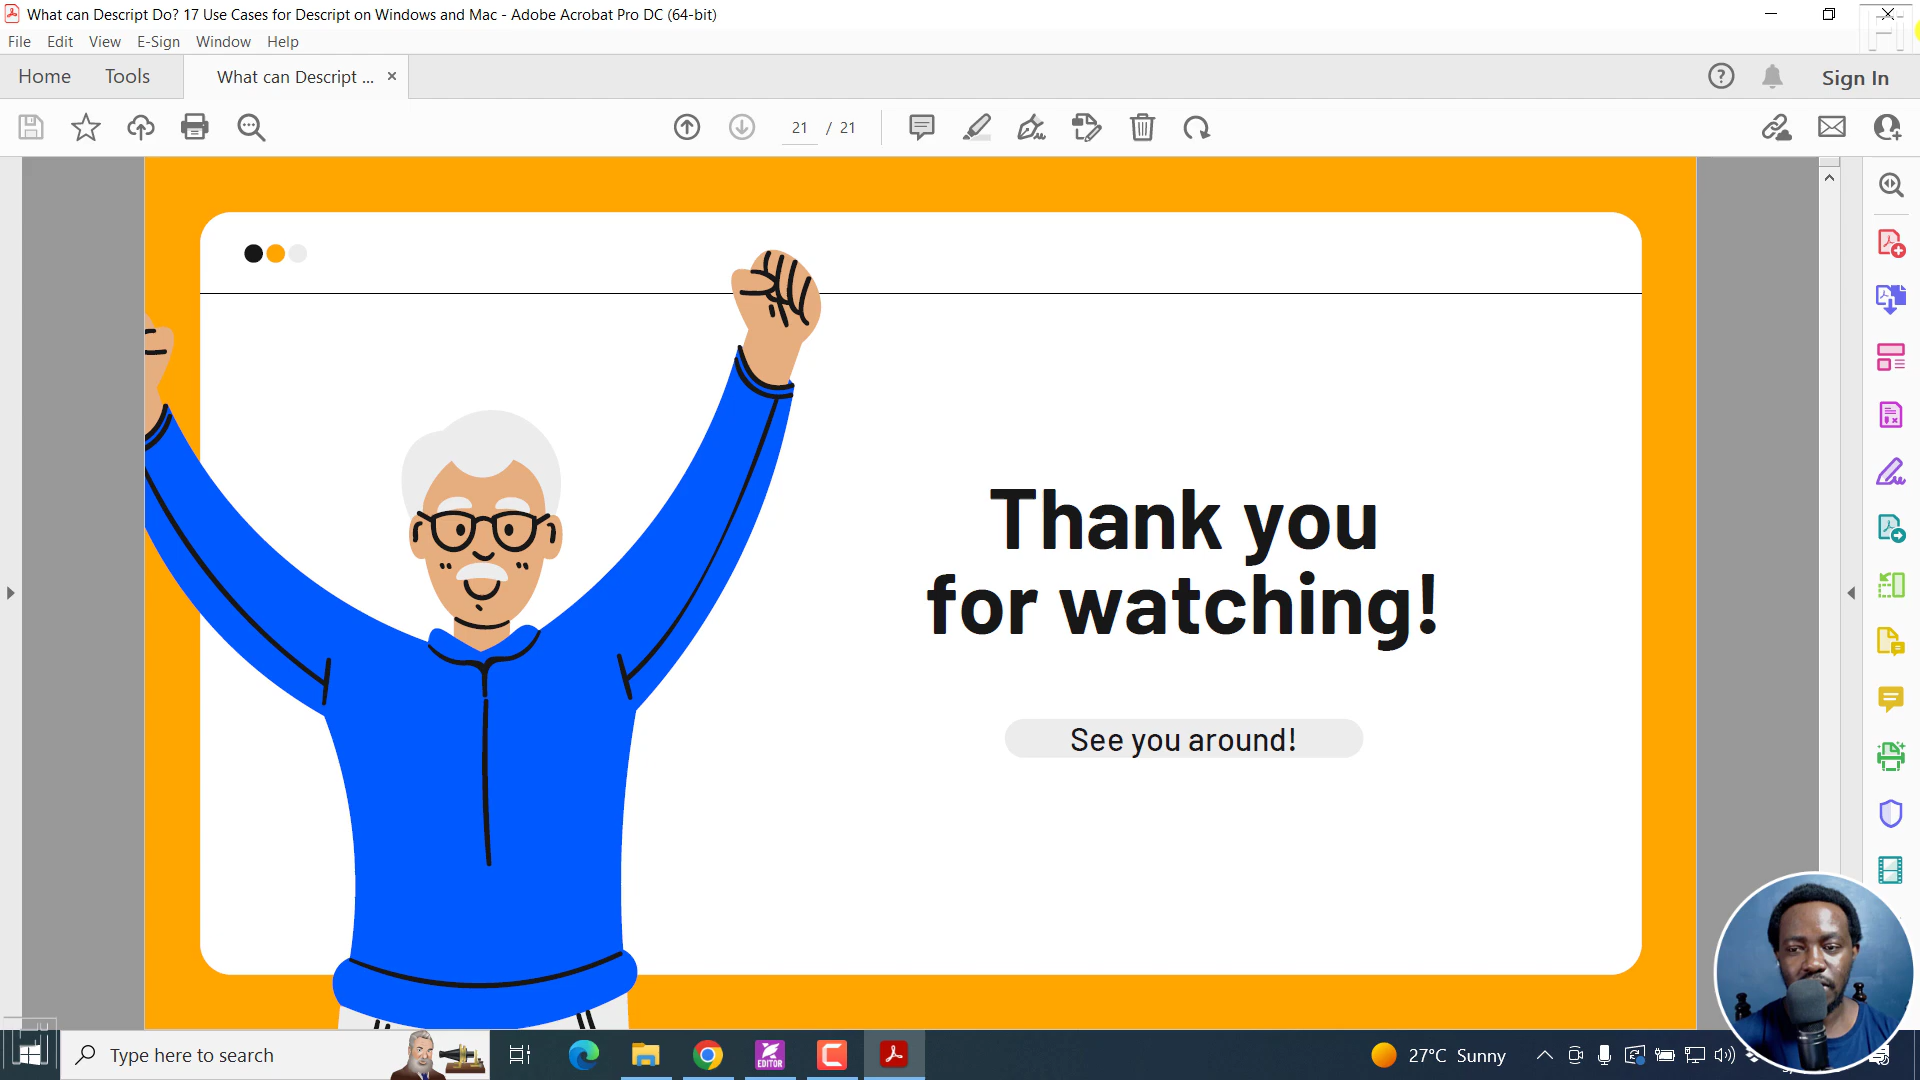 What can Descript Do? 17 Use Cases for Descript on Windows and Mac - Adobe Acrobat Pro DC (64-bit)
File Edit View E-Sign Window Help
Home Tools What can Descript ... Sign In
21 / 21
Thank you
for watching!
See you around!
Type here to search
EDITOR
27°C Sunny